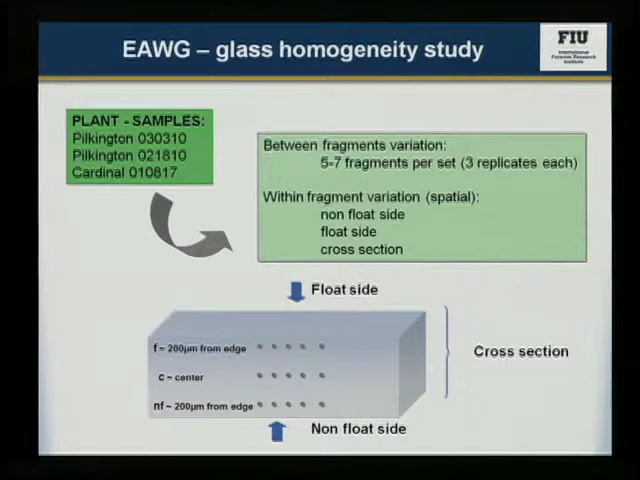 EAWG – glass homogeneity study
FIU
International
Forensic Research
Institute
PLANT - SAMPLES:
Pilkington 030310
Pilkington 021810
Cardinal 010817
Between fragments variation:
5-7 fragments per set (3 replicates each)
Within fragment variation (spatial):
non float side
float side
cross section
Float side
f ~ 200µm from edge
c ~ center
nf ~ 200µm from edge
Cross section
Non float side